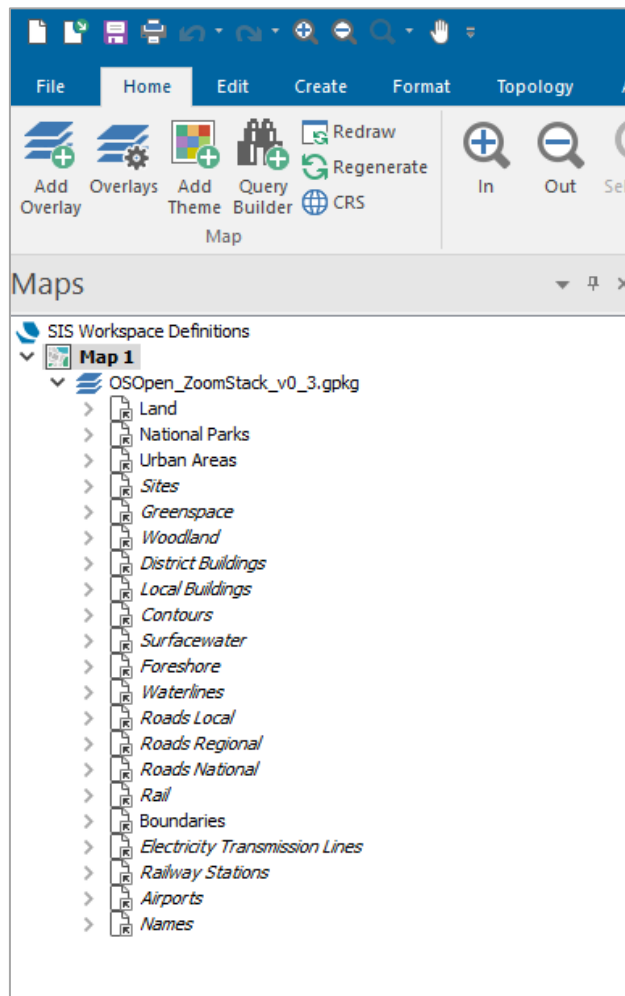 File Home Edit Create Format Topology
Redraw
Regenerate
CRS
Add Overlay Overlays Add Theme Query Builder In Out
Map
Maps
SIS Workspace Definitions
Map 1
OSOpen_ZoomStack_v0_3.gpkg
Land
National Parks
Urban Areas
Sites
Greenspace
Woodland
District Buildings
Local Buildings
Contours
Surfacewater
Foreshore
Waterlines
Roads Local
Roads Regional
Roads National
Rail
Boundaries
Electricity Transmission Lines
Railway Stations
Airports
Names